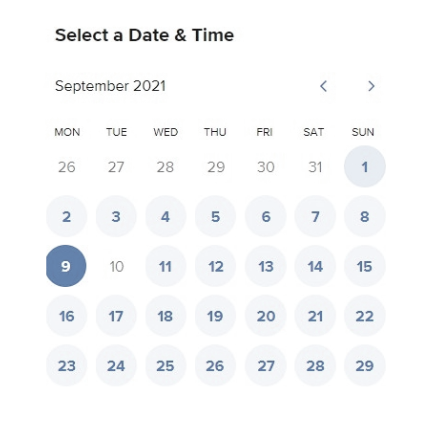 Select a Date & Time
September 2021
MON TUE WED THU FRI SAT SUN
26 27 28 29 30 31 1
2 3 4 5 6 7 8
9 10 11 12 13 14 15
16 17 18 19 20 21 22
23 24 25 26 27 28 29